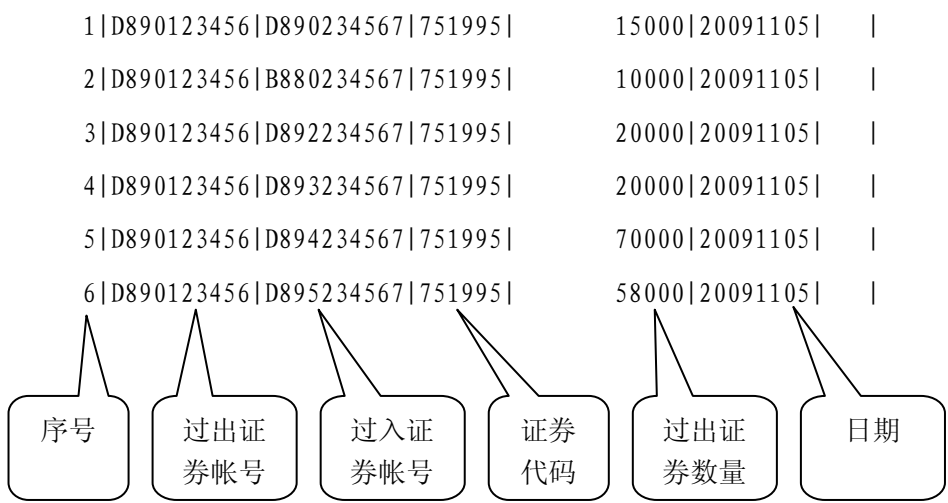 1|D890123456|D890234567|751995| 15000|20091105| |
2|D890123456|B880234567|751995| 10000|20091105| |
3|D890123456|D892234567|751995| 20000|20091105| |
4|D890123456|D893234567|751995| 20000|20091105| |
5|D890123456|D894234567|751995| 70000|20091105| |
6|D890123456|D895234567|751995| 58000|20091105| |
序号
过出证
券帐号
过入证
券帐号
证券
代码
过出证
券数量
日期